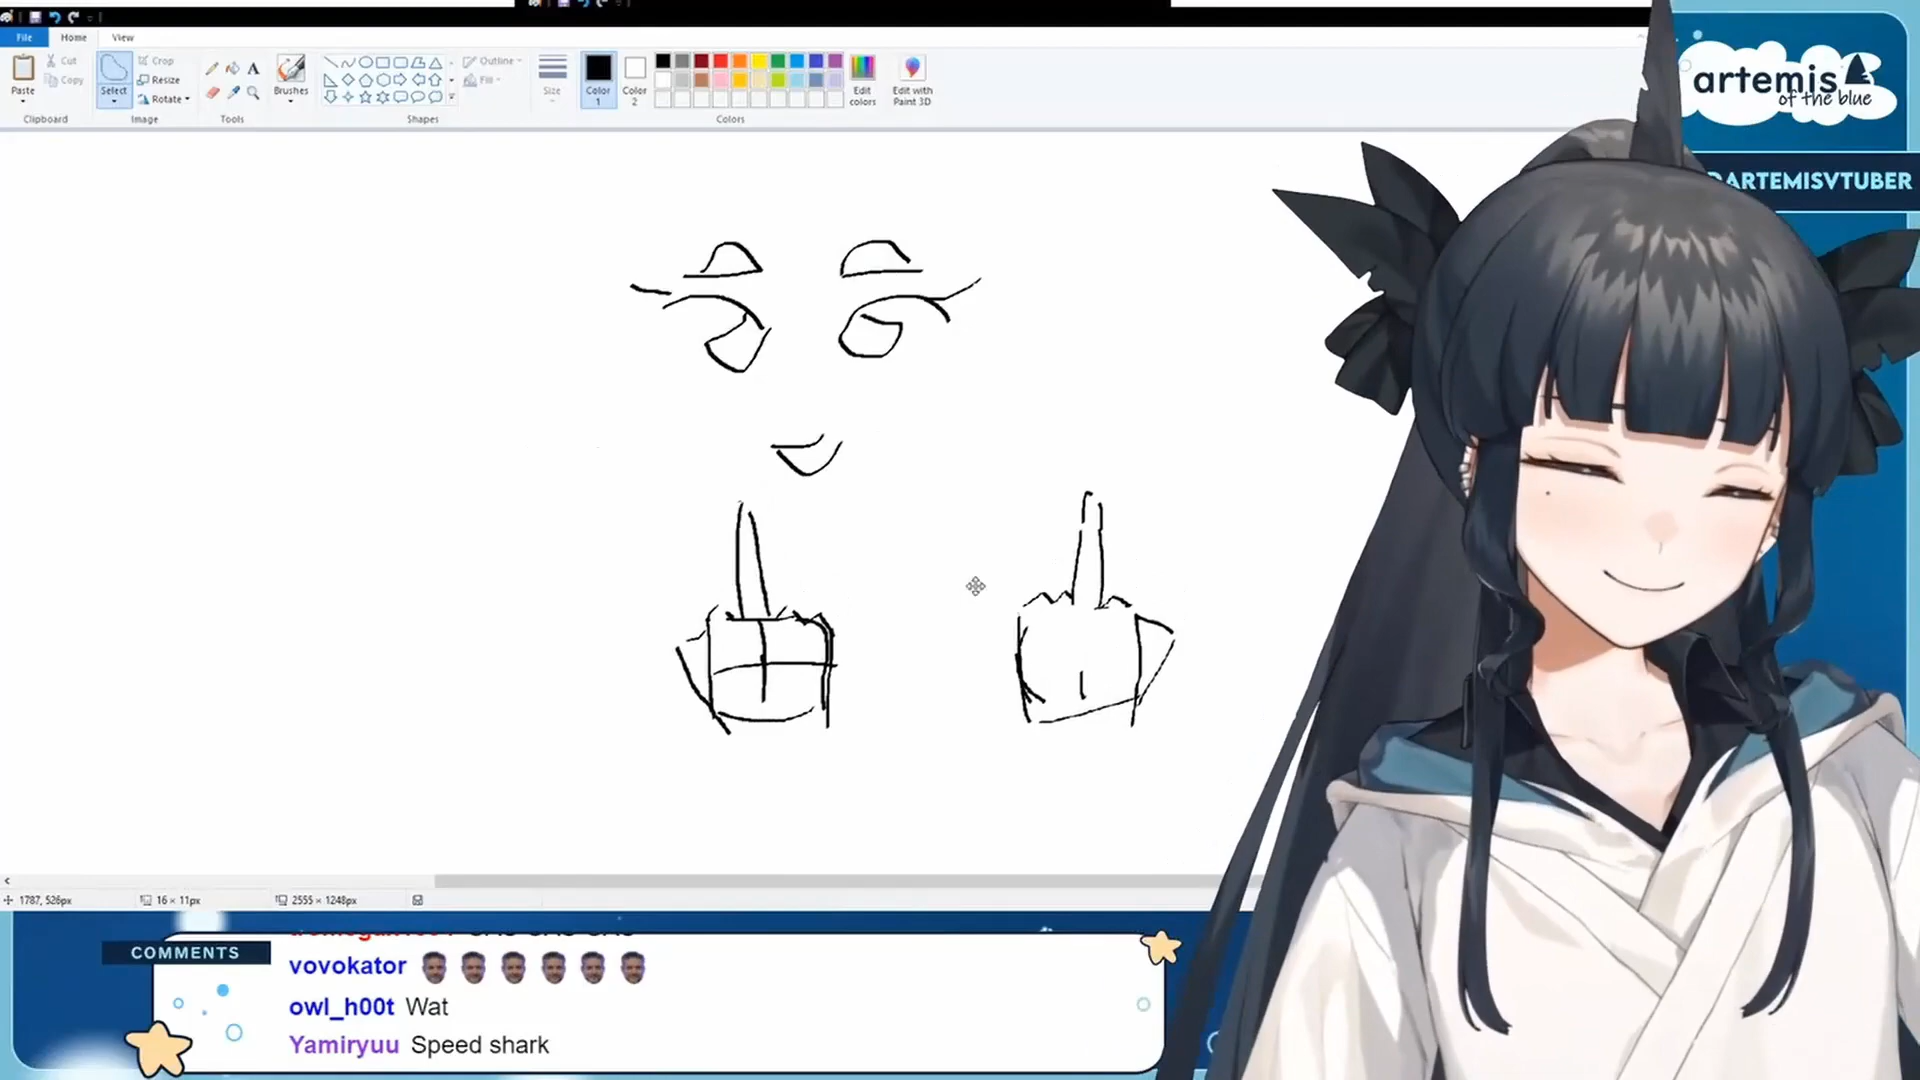 File Home View
Paste
Cut
Copy
Clipboard
Select
Crop
Resize
Rotate
Image
A
Tools
Brushes
Shapes
Outline
Fill
Size
Color 1
Color 2
Edit colors
Edit with Paint 3D
Colors
artemis
of the blue
ARTEMISVTUBER
1787, 526px
16 × 11px
2555 × 1248px
COMMENTS
vovokator
owl_h00t Wat
Yamiryuu Speed shark